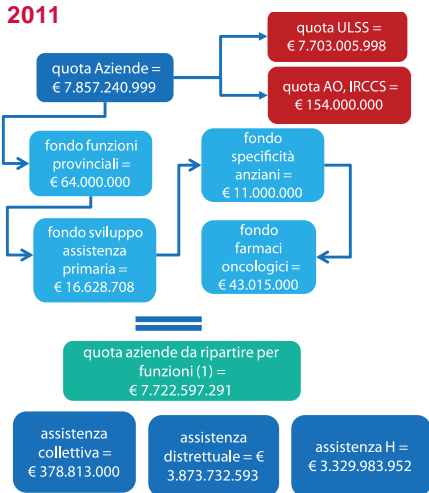 2011
quota ULSS =
€ 7.703.005.998
quota Aziende =
€ 7.857.240.999
quota AO, IRCCS =
€ 154.000.000
fondo funzioni
provinciali =
€ 64.000.000
fondo
specificità
anziani =
€ 11.000.000
fondo sviluppo
assistenza
primaria =
€ 16.628.708
fondo
farmaci
oncologici =
€ 43.015.000
quota aziende da ripartire per
funzioni (1) =
€ 7.722.597.291
assistenza
collettiva =
€ 378.813.000
assistenza
distrettuale = €
3.873.732.593
assistenza H =
€ 3.329.983.952